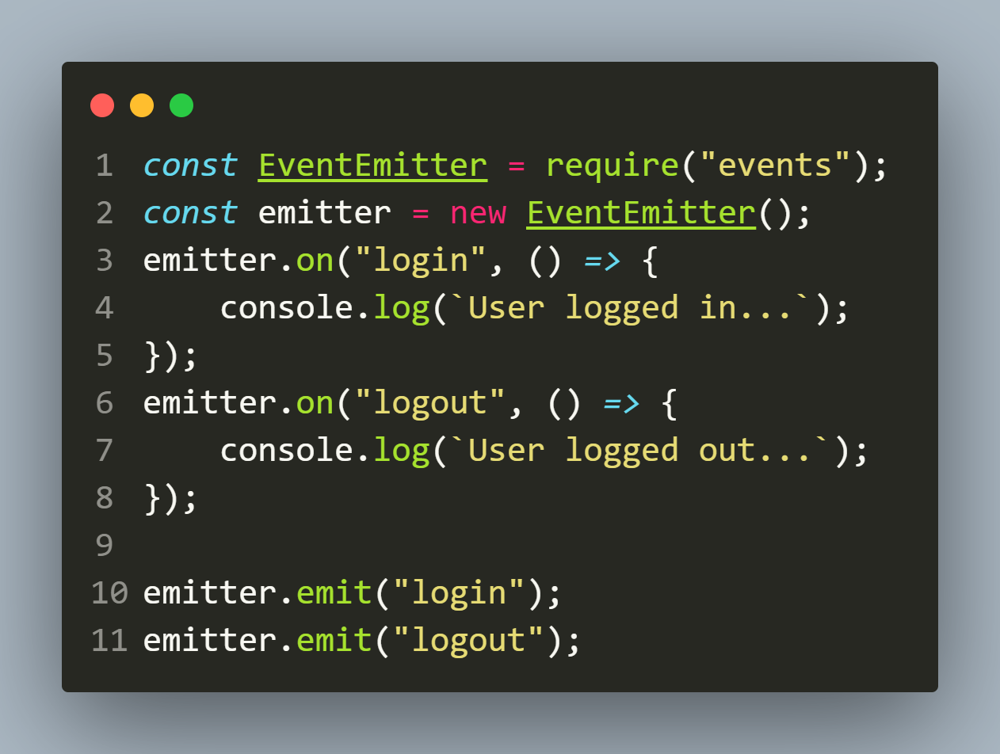 1 const EventEmitter = require("events");
2 const emitter = new EventEmitter();
3 emitter.on("login", () => {
4     console.log(`User logged in...`);
5 });
6 emitter.on("logout", () => {
7     console.log(`User logged out...`);
8 });
9
10 emitter.emit("login");
11 emitter.emit("logout");